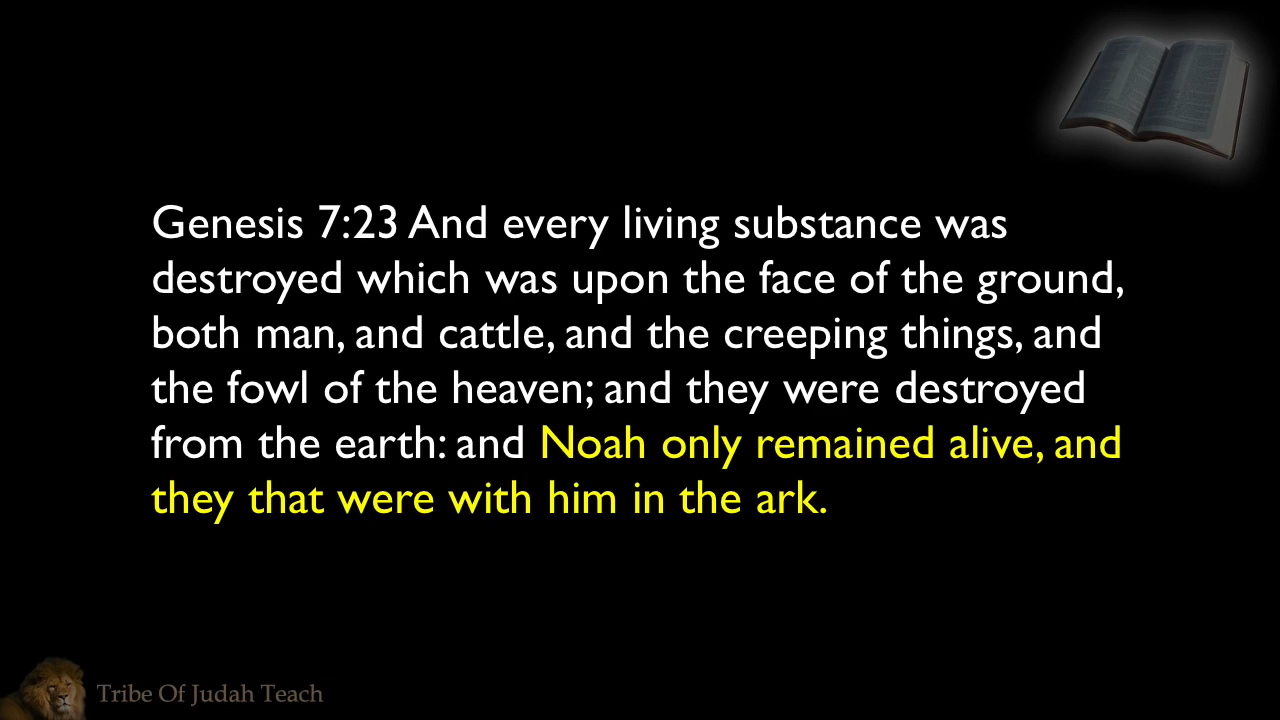 Genesis 7:23 And every living substance was
destroyed which was upon the face of the ground,
both man, and cattle, and the creeping things, and
the fowl of the heaven; and they were destroyed
from the earth: and Noah only remained alive, and
they that were with him in the ark.
Tribe Of Judah Teach